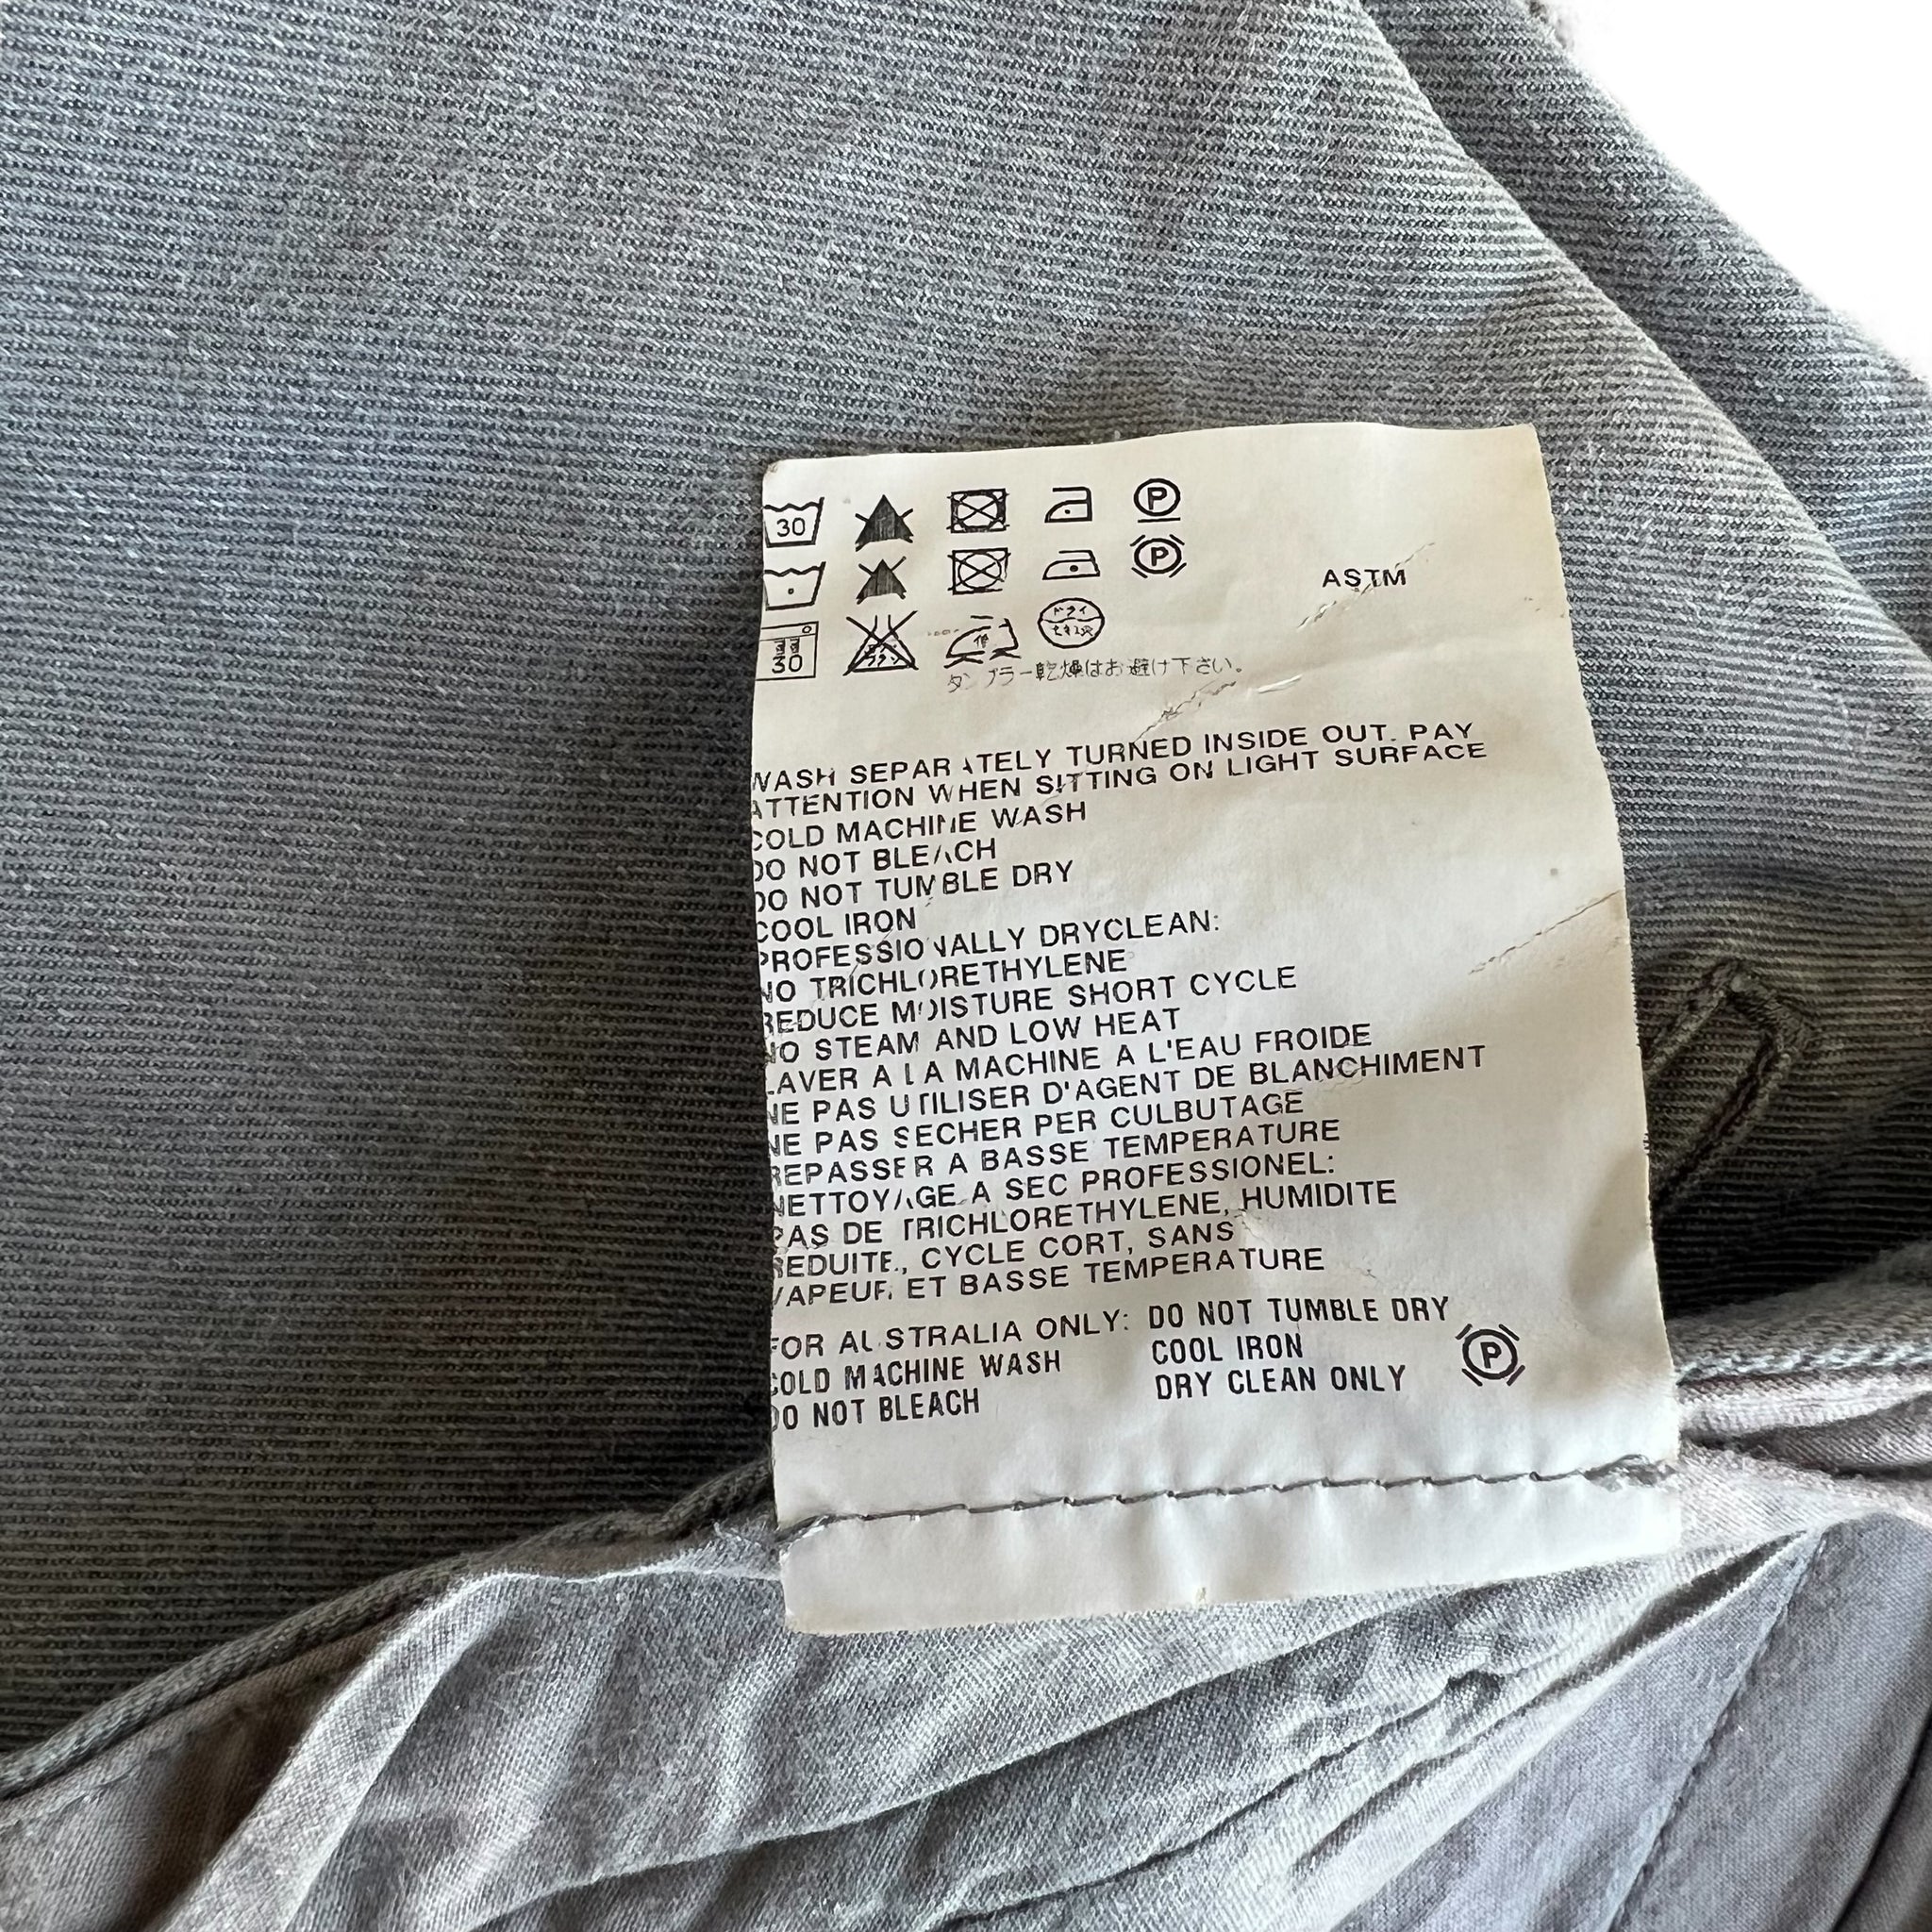 30 P
P ASTM
30 低 ドライ
タンブラー乾燥はお避け下さい。
WASH SEPARATELY TURNED INSIDE OUT. PAY
ATTENTION WHEN SITTING ON LIGHT SURFACE
COLD MACHINE WASH
DO NOT BLEACH
DO NOT TUMBLE DRY
COOL IRON
PROFESSIONALLY DRYCLEAN:
NO TRICHLORETHYLENE
REDUCE MOISTURE SHORT CYCLE
NO STEAM AND LOW HEAT
LAVER A LA MACHINE A L'EAU FROIDE
NE PAS UTILISER D'AGENT DE BLANCHIMENT
NE PAS SECHER PER CULBUTAGE
REPASSER A BASSE TEMPERATURE
NETTOYAGE A SEC PROFESSIONEL:
PAS DE TRICHLORETHYLENE, HUMIDITE
REDUITE, CYCLE CORT, SANS
VAPEUR ET BASSE TEMPERATURE
FOR AUSTRALIA ONLY: DO NOT TUMBLE DRY
COLD MACHINE WASH COOL IRON P
DO NOT BLEACH DRY CLEAN ONLY